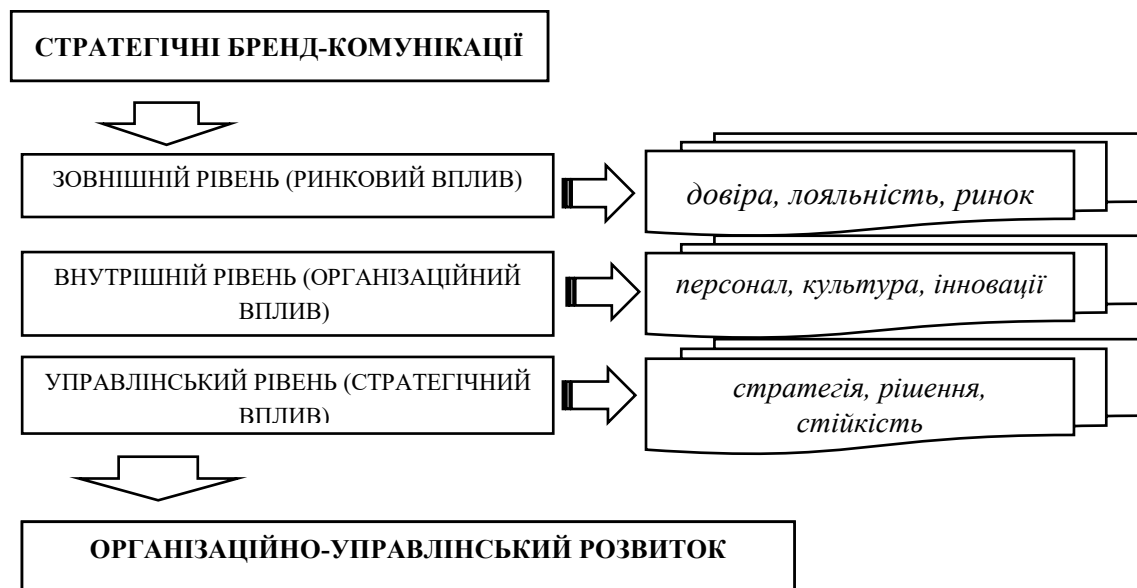 СТРАТЕГІЧНІ БРЕНД-КОМУНІКАЦІЇ
ЗОВНІШНІЙ РІВЕНЬ (РИНКОВИЙ ВПЛИВ)
довіра, лояльність, ринок
ВНУТРІШНІЙ РІВЕНЬ (ОРГАНІЗАЦІЙНИЙ
ВПЛИВ)
персонал, культура, інновації
УПРАВЛІНСЬКИЙ РІВЕНЬ (СТРАТЕГІЧНИЙ
ВПЛИВ)
стратегія, рішення,
стійкість
ОРГАНІЗАЦІЙНО-УПРАВЛІНСЬКИЙ РОЗВИТОК